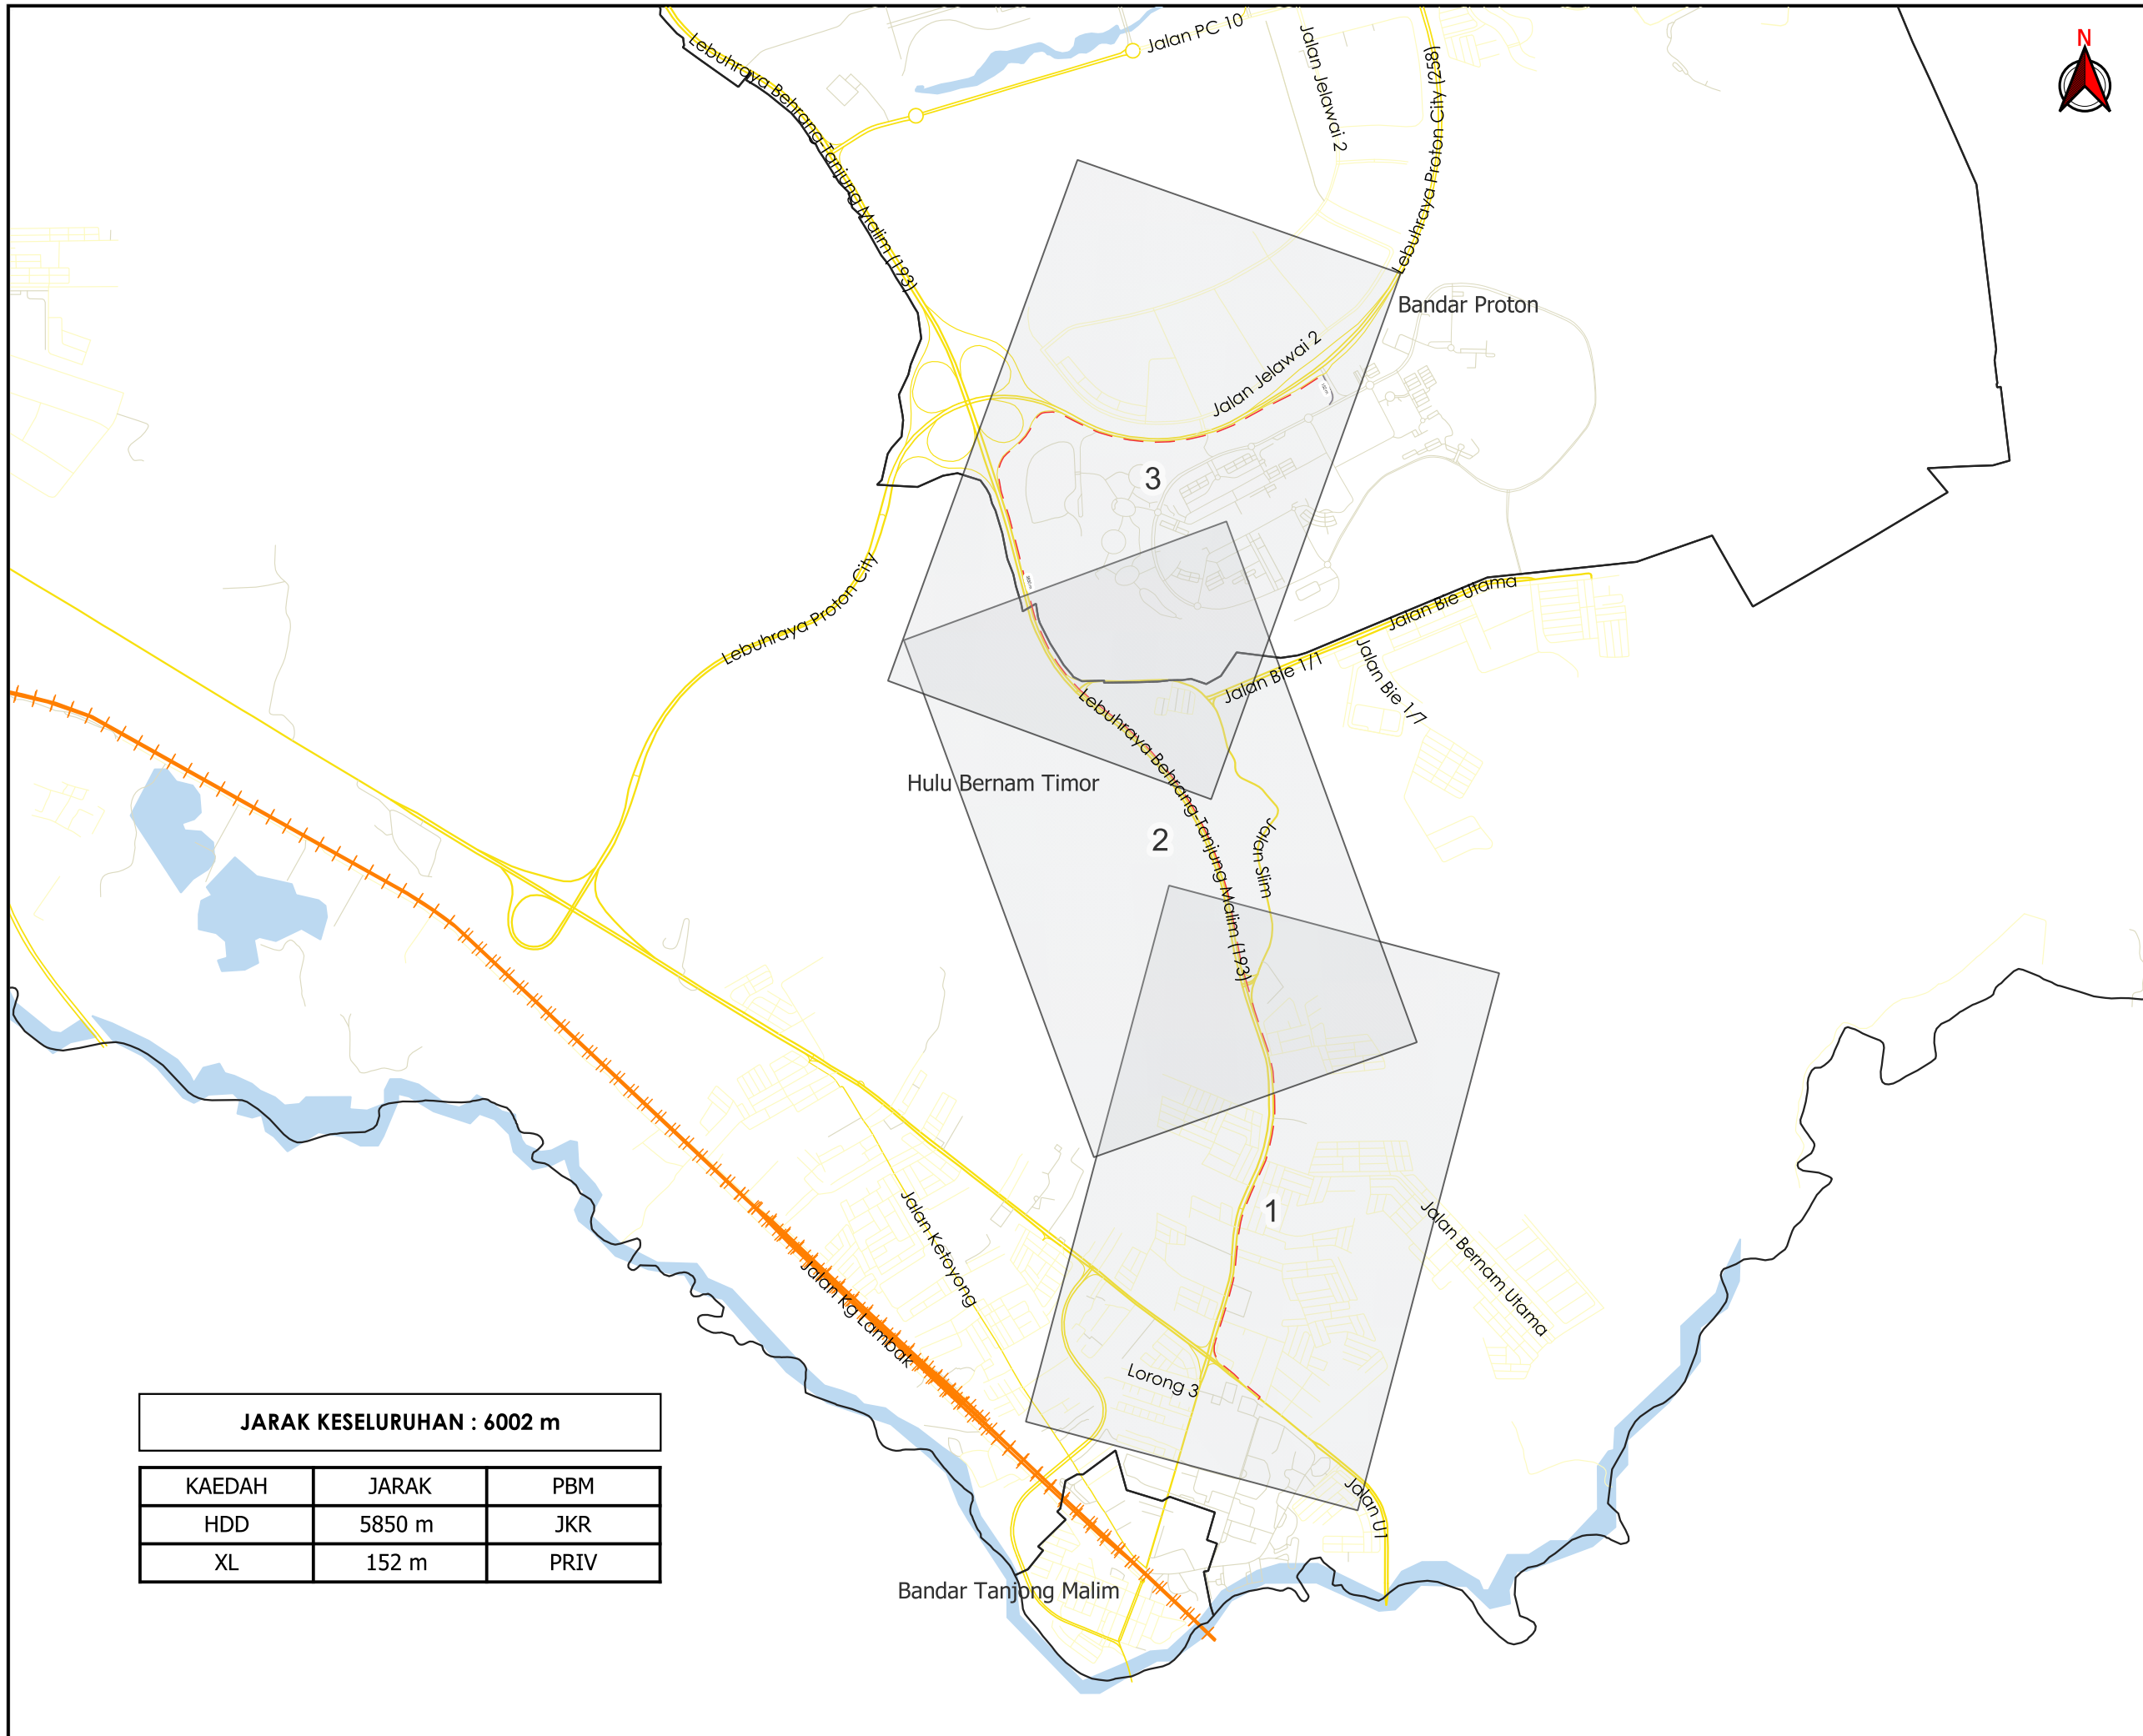 N
Jalan PC 10
Jalan Jelawai 2
Lebuhraya Proton City (258)
Lebuhraya Behrang-Tanjung Malim (193)
Bandar Proton
Jalan Jelawai 2
3
Lebuhraya Proton City
Jalan Bie Utama
Jalan Bie 1/1
Jalan Bie 1/7
Lebuhraya Behrang-Tanjung Malim (193)
Hulu Bernam Timor
2
Jalan Slim
1
Jalan Ketoyong
Jalan Bernam Utama
Jalan Kg Lambak
Lorong 3
Jalan U1
Bandar Tanjong Malim
JARAK KESELURUHAN : 6002 m
KAEDAH JARAK PBM
HDD 5850 m JKR
XL 152 m PRIV